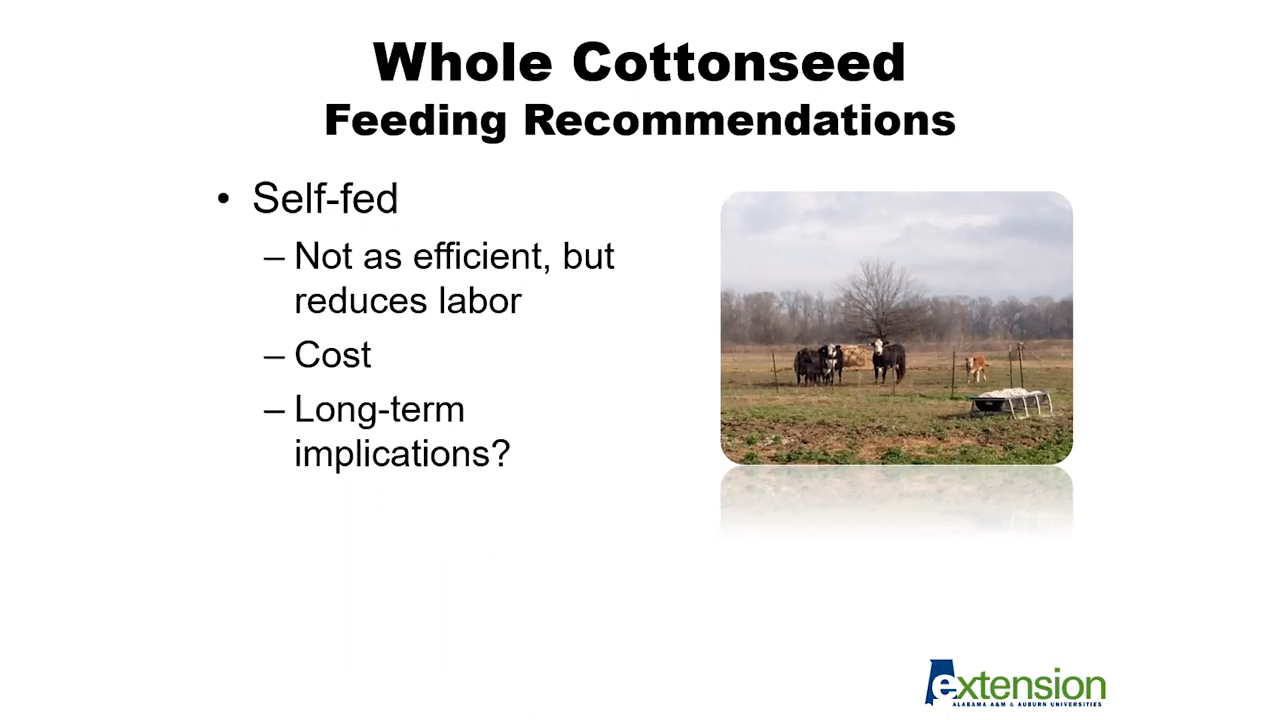 Whole Cottonseed
Feeding Recommendations
• Self-fed
– Not as efficient, but
reduces labor
– Cost
– Long-term
implications?
extension
ALABAMA A&M & AUBURN UNIVERSITIES